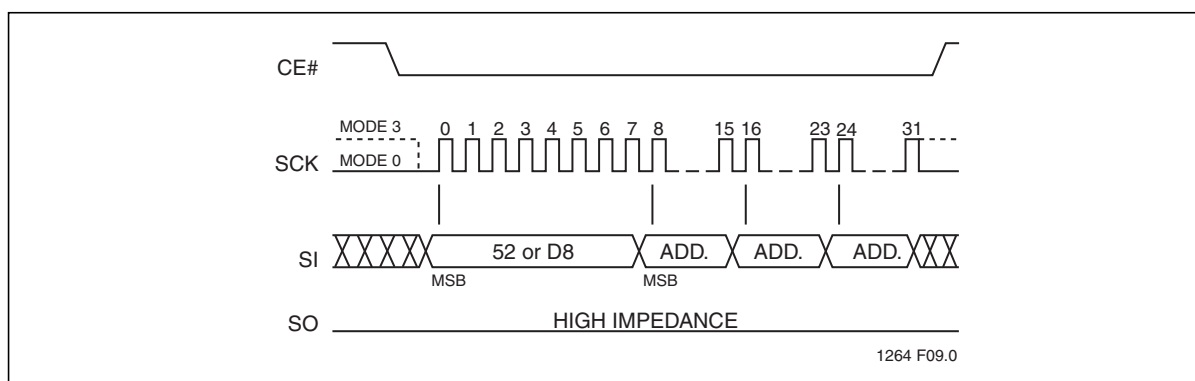 CE#
MODE 3
0 1 2 3 4 5 6 7 8 15 16 23 24 31
SCK
MODE 0
SI
52 or D8 ADD. ADD. ADD.
MSB MSB
SO
HIGH IMPEDANCE
1264 F09.0